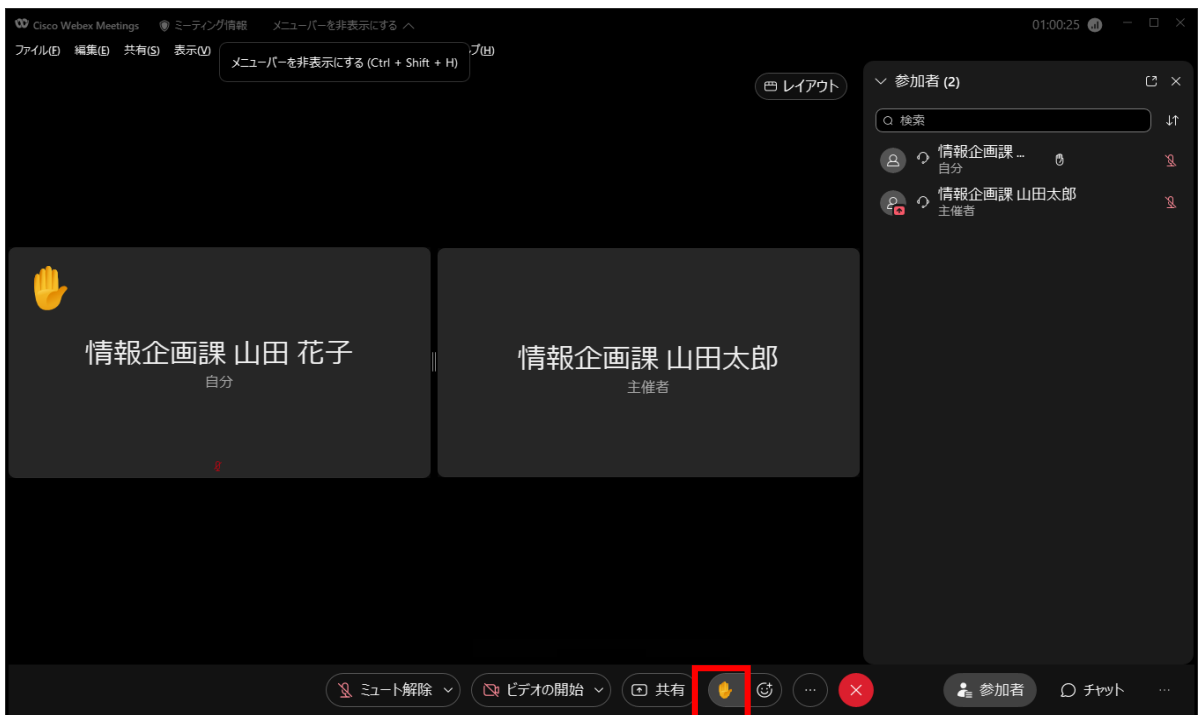 Cisco Webex Meetings ミーティング情報 メニューバーを非表示にする 01:00:25
ファイル(F) 編集(E) 共有(S) 表示(V) プ(H)
メニューバーを非表示にする (Ctrl + Shift + H)
レイアウト
参加者 (2)
検索
情報企画課 ...
自分
情報企画課 山田太郎
主催者
情報企画課 山田 花子
自分
情報企画課 山田太郎
主催者
ミュート解除 ビデオの開始 共有 ... 参加者 チャット ...